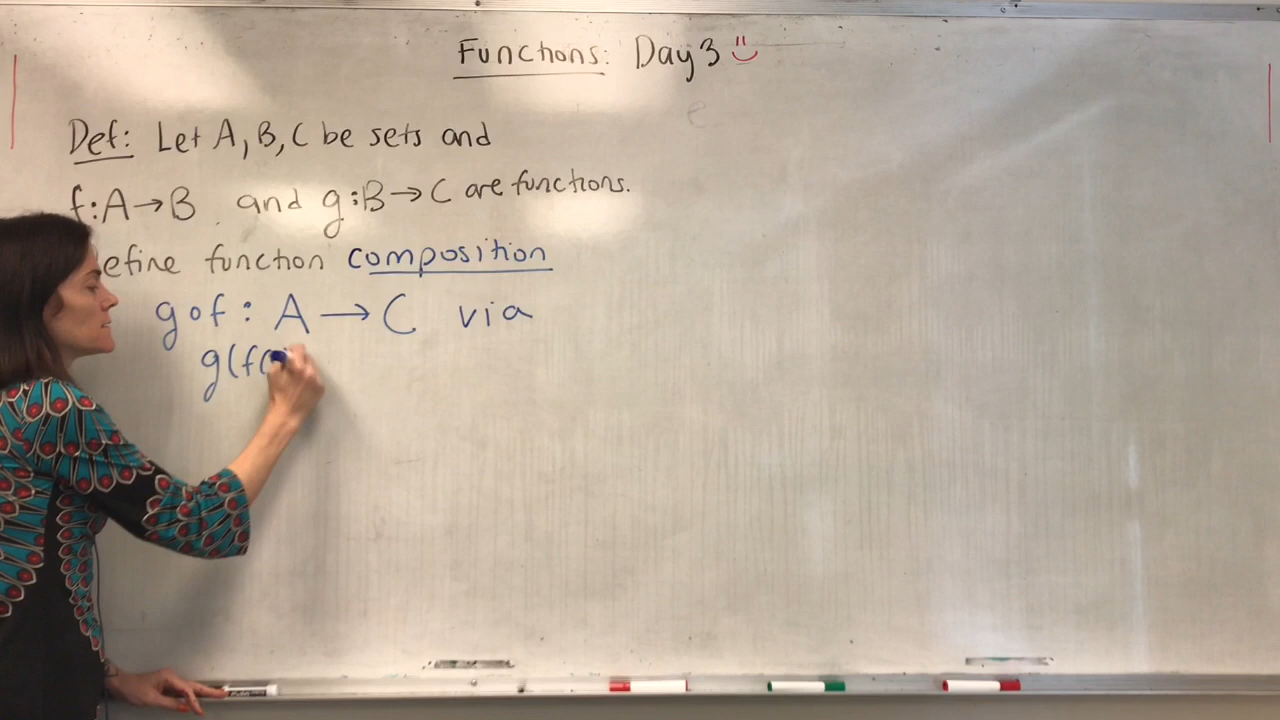 Functions: Day 3
Def: Let A, B, C be sets and
f: A → B and g: B → C are functions.
efine function composition
g∘f: A → C via
g(f(